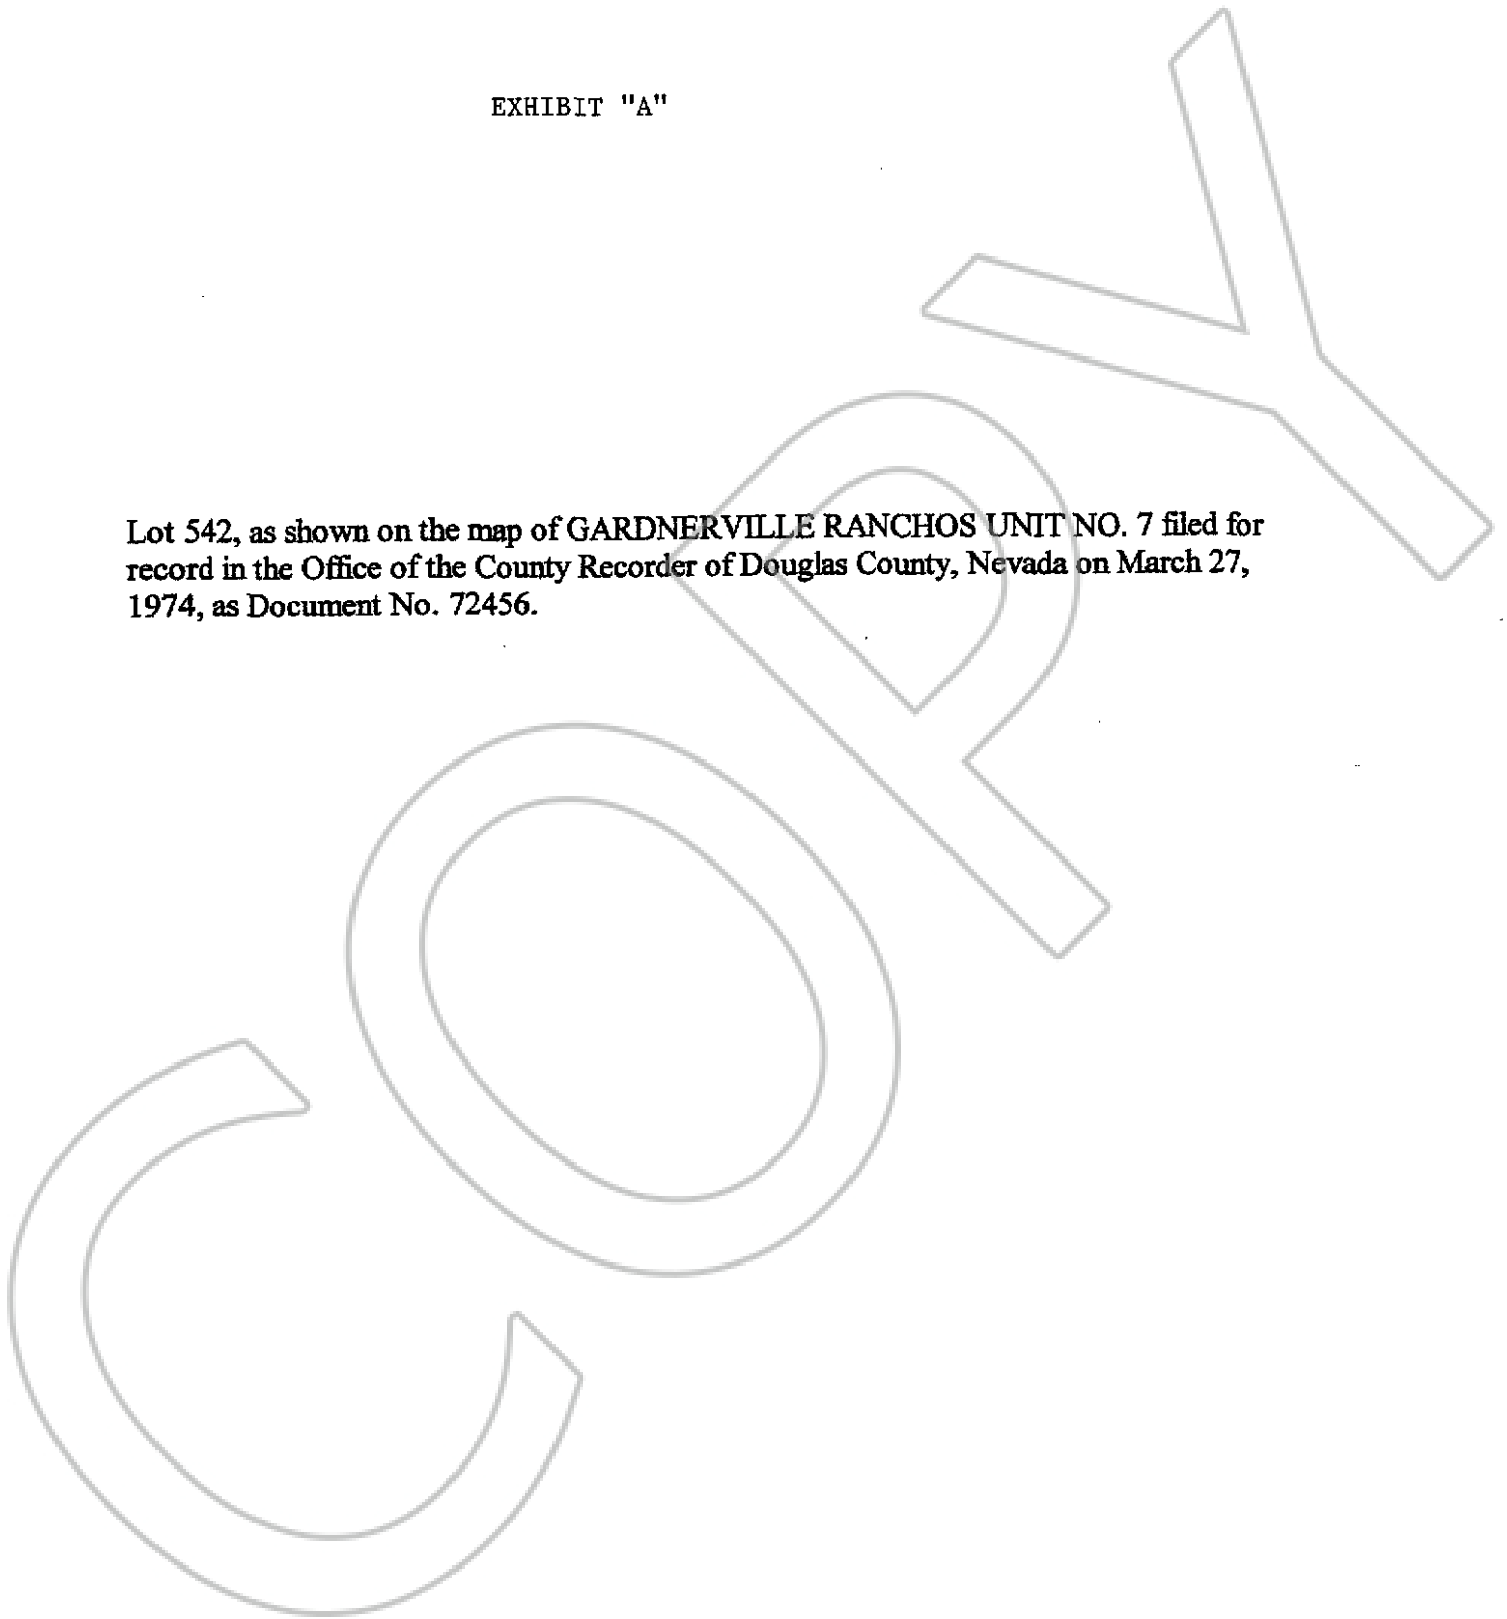 EXHIBIT "A"
Lot 542, as shown on the map of GARDNERVILLE RANCHOS UNIT NO. 7 filed for
record in the Office of the County Recorder of Douglas County, Nevada on March 27,
1974, as Document No. 72456.
COPY